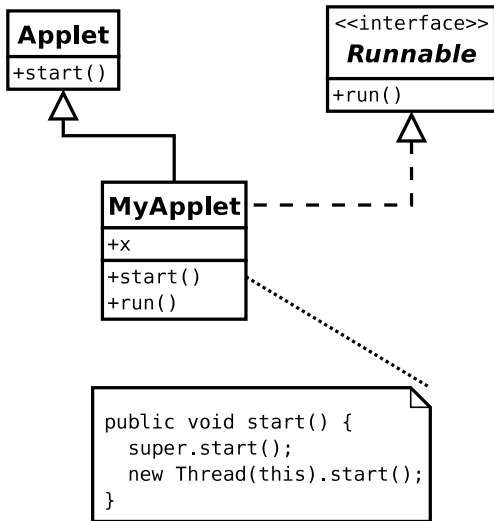 Applet
+start()
<<interface>>
Runnable
+run()
MyApplet
+x
+start()
+run()
public void start() {
  super.start();
  new Thread(this).start();
}